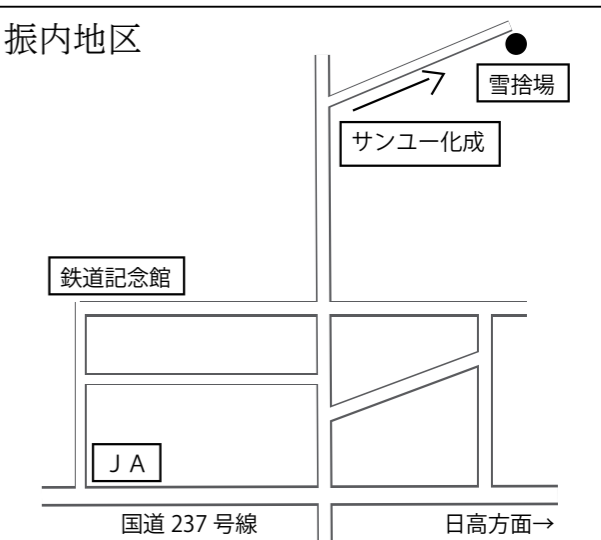 振内地区
雪捨場
サンユー化成
鉄道記念館
ＪＡ
国道 237 号線
日高方面→